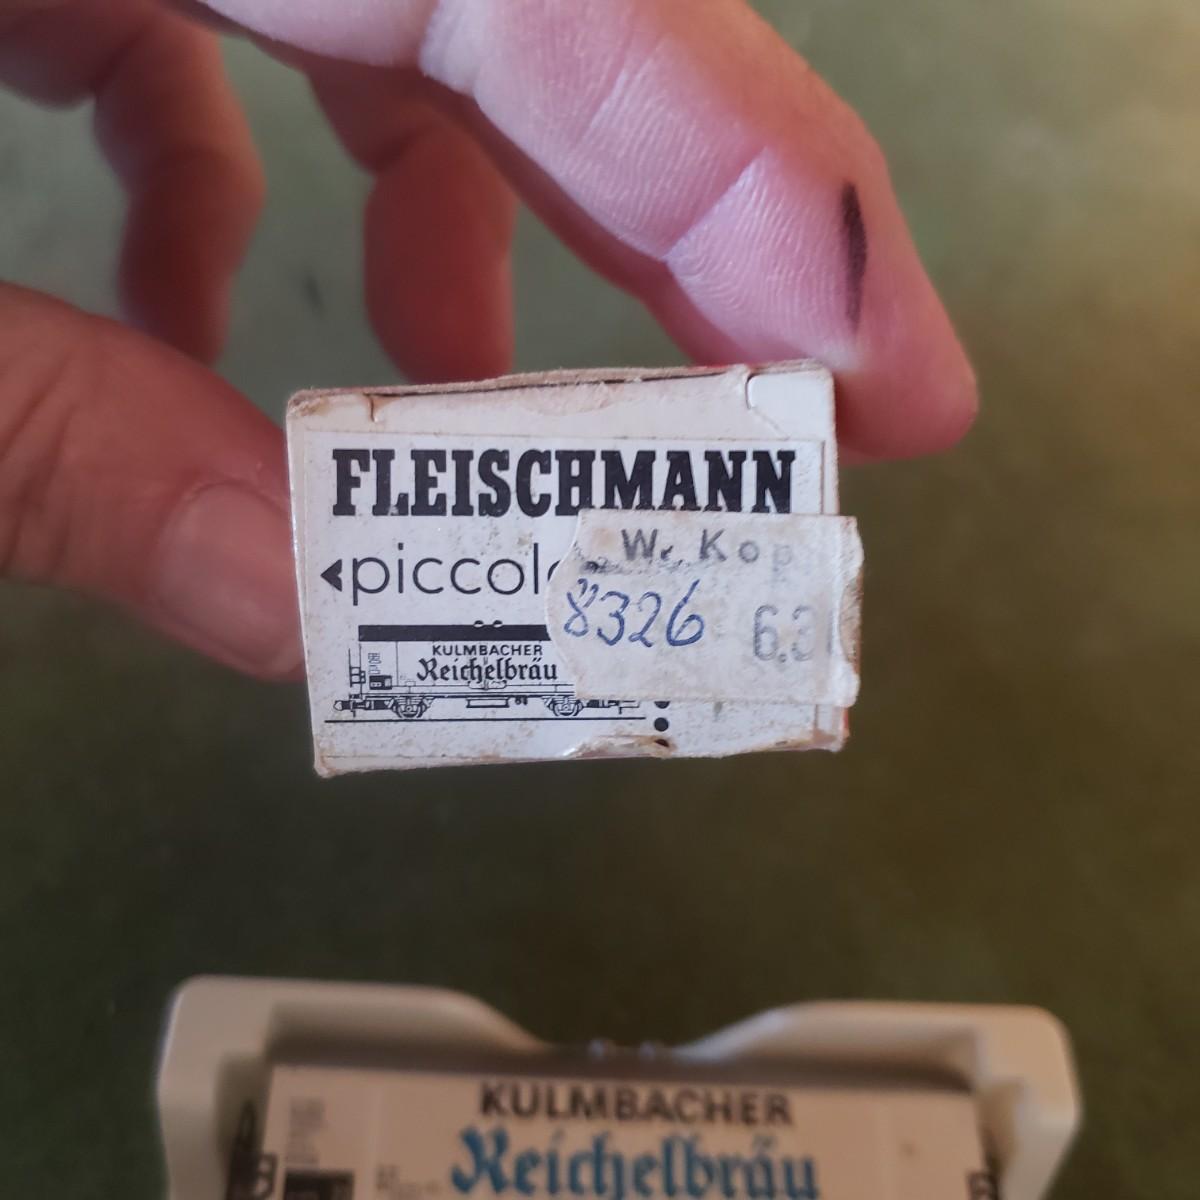 FLEISCHMANN
piccolo
W. Kop
8326 6.3
KULMBACHER
Reichelbräu
KULMBACHER
Reichelbräu